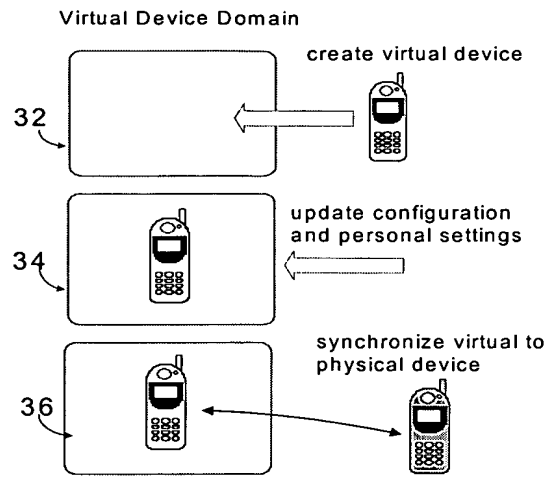 Virtual Device Domain
create virtual device
32
update configuration
and personal settings
34
synchronize virtual to
physical device
36